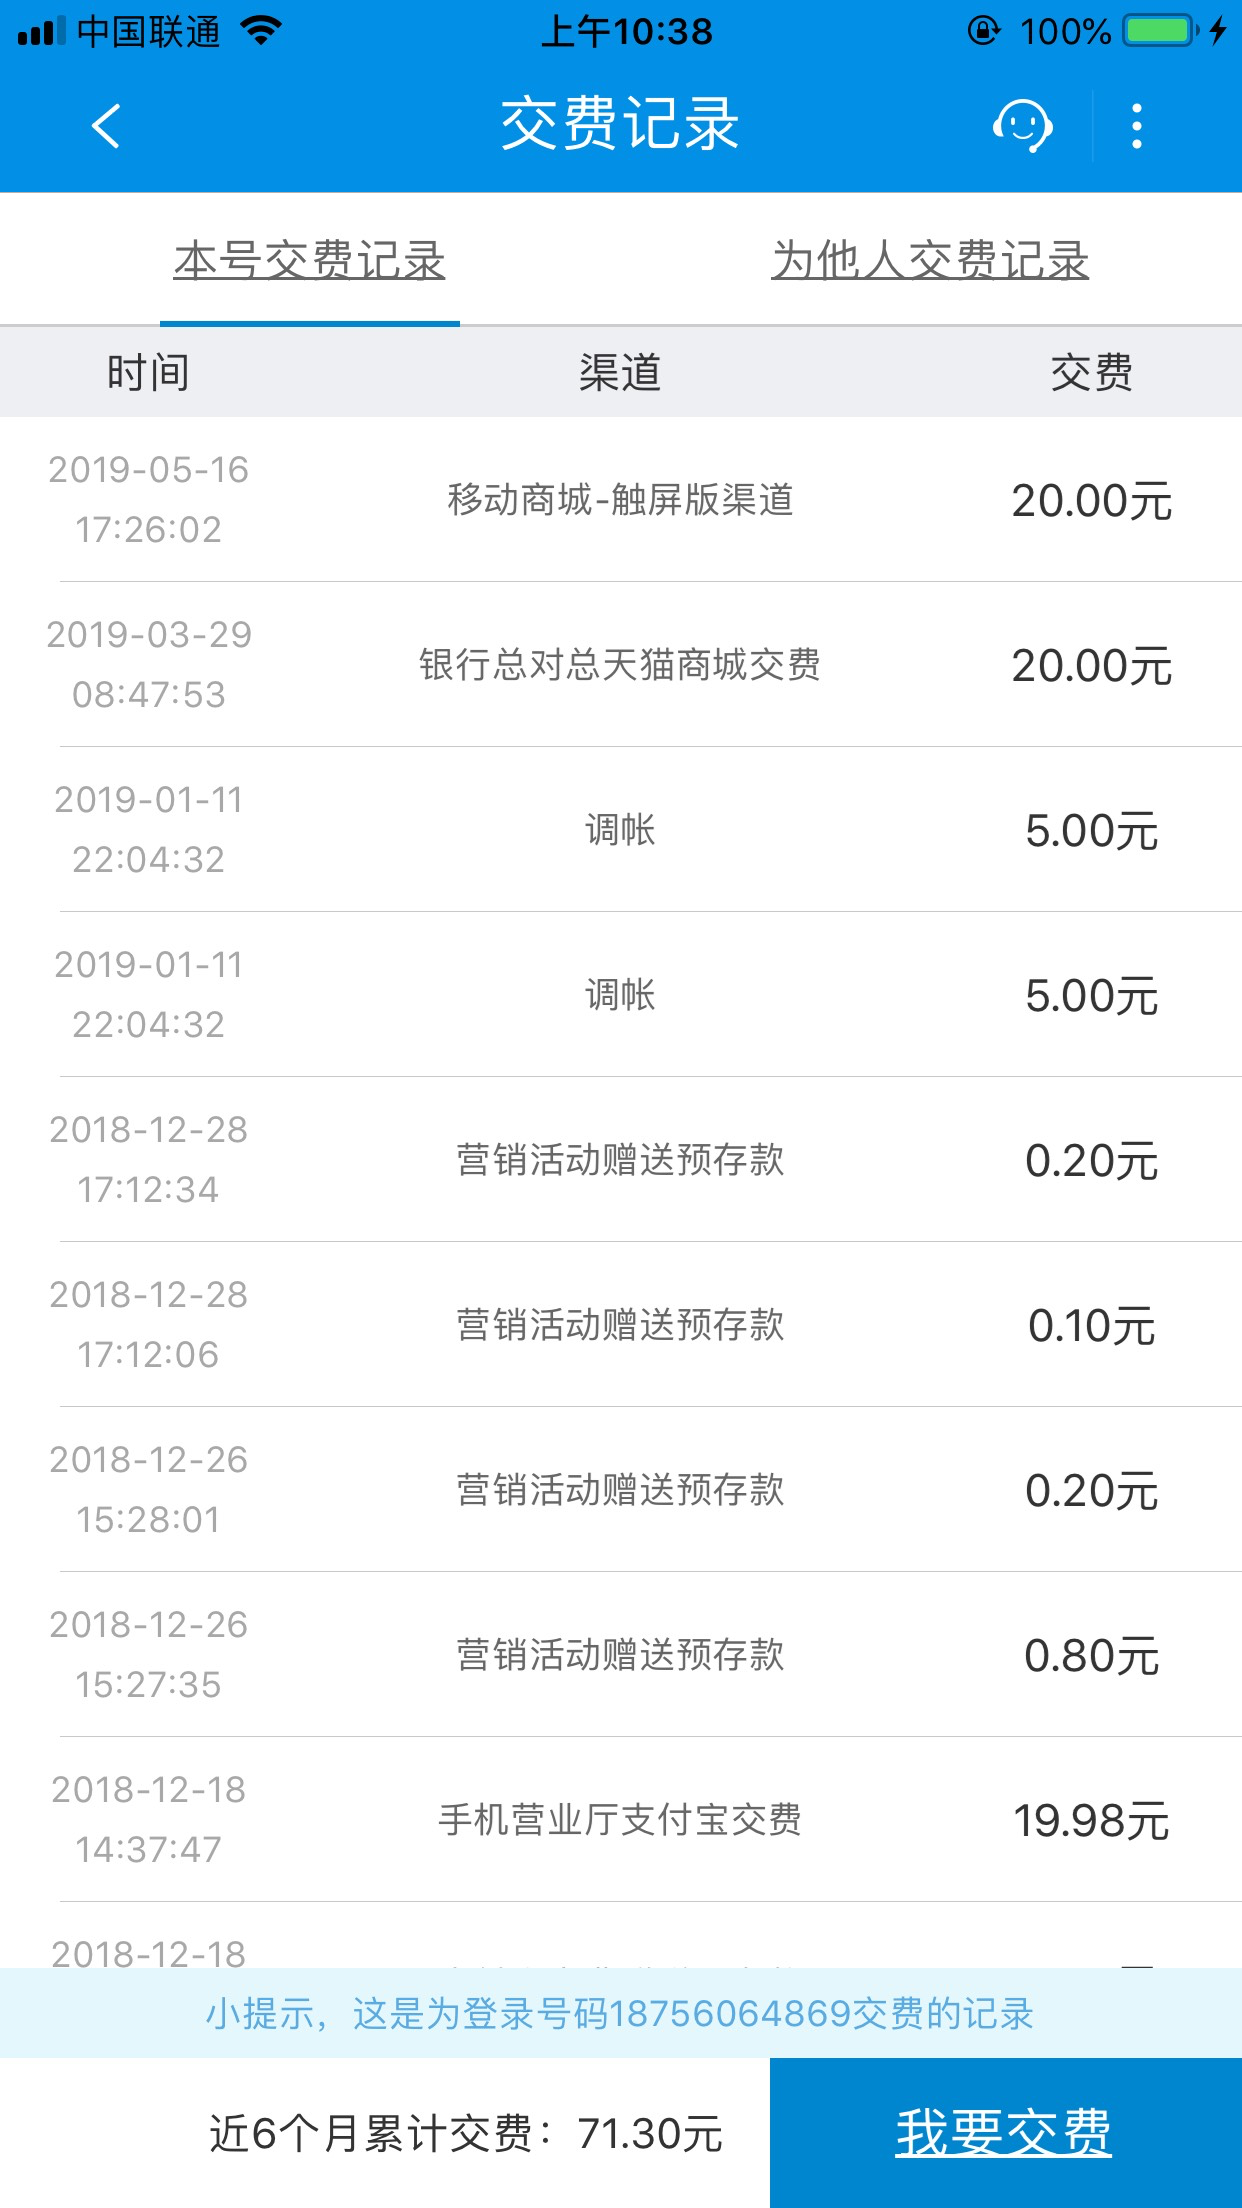 中国联通 上午10:38 100%
交费记录
本号交费记录 为他人交费记录
时间 渠道 交费
2019-05-16
17:26:02
移动商城-触屏版渠道 20.00元
2019-03-29
08:47:53
银行总对总天猫商城交费 20.00元
2019-01-11
22:04:32
调帐 5.00元
2019-01-11
22:04:32
调帐 5.00元
2018-12-28
17:12:34
营销活动赠送预存款 0.20元
2018-12-28
17:12:06
营销活动赠送预存款 0.10元
2018-12-26
15:28:01
营销活动赠送预存款 0.20元
2018-12-26
15:27:35
营销活动赠送预存款 0.80元
2018-12-18
14:37:47
手机营业厅支付宝交费 19.98元
2018-12-18
小提示，这是为登录号码18756064869交费的记录
近6个月累计交费：71.30元 我要交费